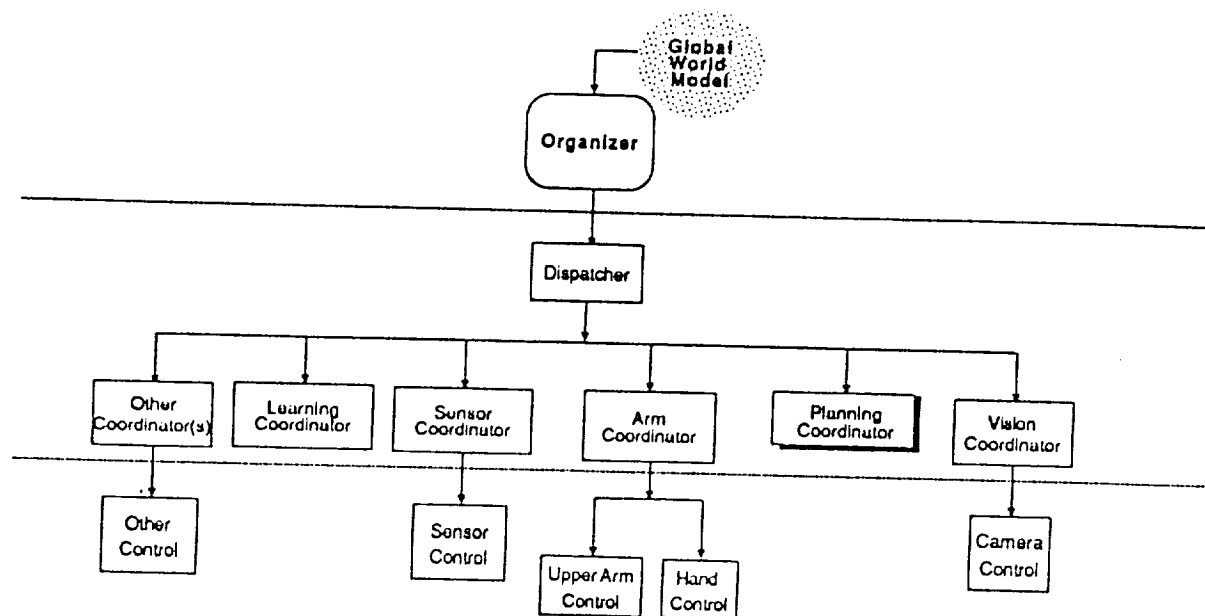 Global
World
Model
Organizer
Dispatcher
Other
Coordinator(s)
Learning
Coordinator
Sensor
Coordinator
Arm
Coordinator
Planning
Coordinator
Vision
Coordinator
Other
Control
Sensor
Control
Upper Arm
Control
Hand
Control
Camera
Control